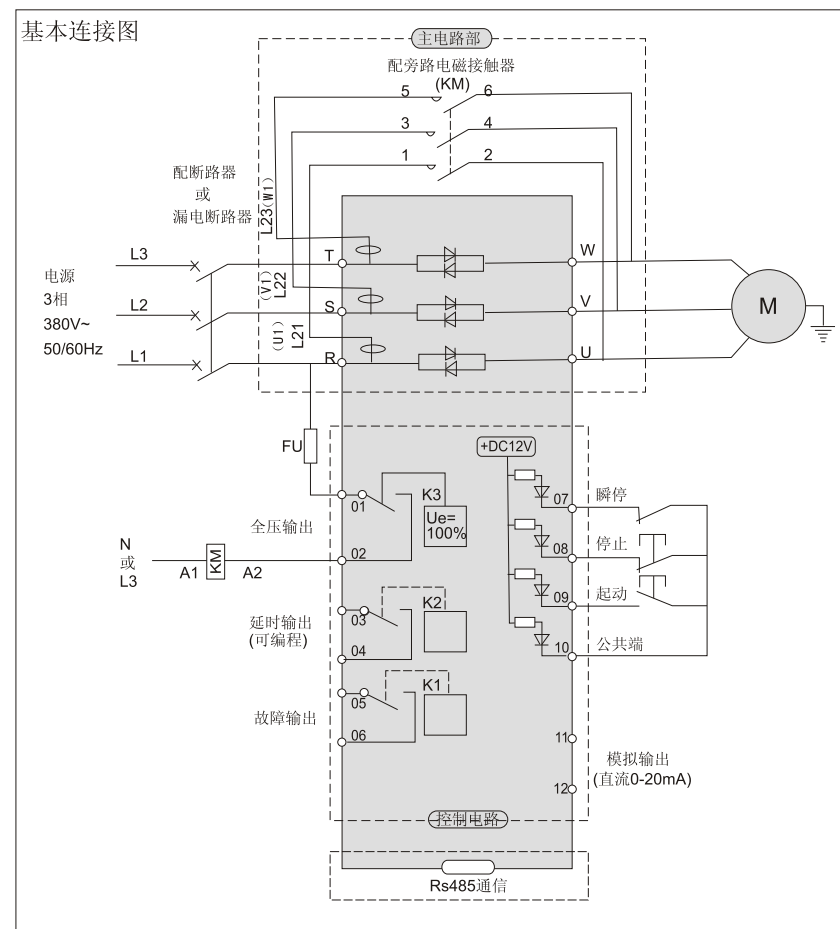 基本连接图
主电路部
配旁路电磁接触器
(KM)
5
6
3
4
1
2
配断路器
或
漏电断路器
L23(W1)
(V1)
L22
(U1)
L21
电源
3相
380V~
50/60Hz
L3
L2
L1
T
S
R
W
V
U
M
FU
+DC12V
01
K3
Ue=
100%
全压输出
02
N
或
L3
A1
KM
A2
03
K2
延时输出
(可编程)
04
05
K1
故障输出
06
07
瞬停
08
停止
09
起动
10
公共端
11
12
模拟输出
(直流0-20mA)
控制电路
Rs485通信